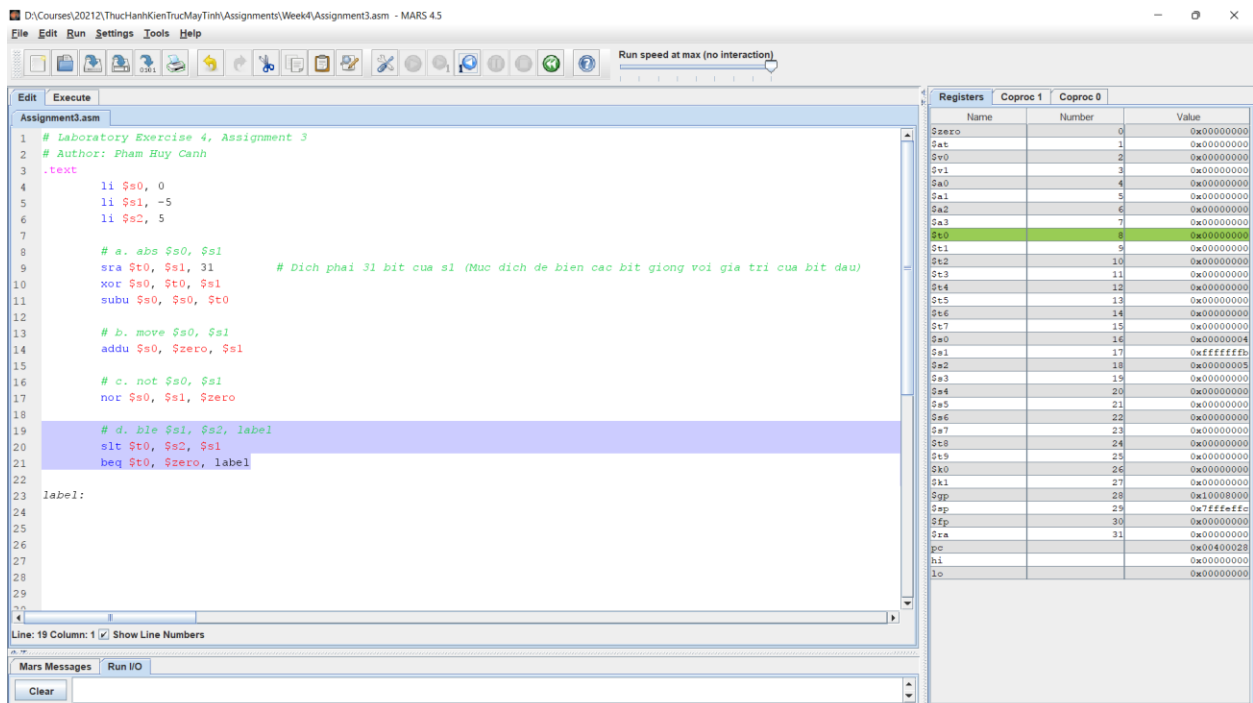 D:\Courses\20212\ThucHanhKienTrucMayTinh\Assignments\Week4\Assignment3.asm - MARS 4.5
File Edit Run Settings Tools Help
Run speed at max (no interaction)
Edit Execute
Assignment3.asm
1 # Laboratory Exercise 4, Assignment 3
2 # Author: Pham Huy Canh
3 .text
4 li $s0, 0
5 li $s1, -5
6 li $s2, 5
7
8 # a. abs $s0, $s1
9 sra $t0, $s1, 31 # Dich phai 31 bit cua s1 (Muc dich de bien cac bit giong voi gia tri cua bit dau)
10 xor $s0, $t0, $s1
11 subu $s0, $s0, $t0
12
13 # b. move $s0, $s1
14 addu $s0, $zero, $s1
15
16 # c. not $s0, $s1
17 nor $s0, $s1, $zero
18
19 # d. ble $s1, $s2, label
20 slt $t0, $s2, $s1
21 beq $t0, $zero, label
22
23 label:
24
25
26
27
28
29
Line: 19 Column: 1 Show Line Numbers
Mars Messages Run I/O
Clear
Registers Coproc 1 Coproc 0
Name Number Value
$zero 0 0x00000000
$at 1 0x00000000
$v0 2 0x00000000
$v1 3 0x00000000
$a0 4 0x00000000
$a1 5 0x00000000
$a2 6 0x00000000
$a3 7 0x00000000
$t0 8 0x00000000
$t1 9 0x00000000
$t2 10 0x00000000
$t3 11 0x00000000
$t4 12 0x00000000
$t5 13 0x00000000
$t6 14 0x00000000
$t7 15 0x00000000
$s0 16 0x00000004
$s1 17 0xfffffffb
$s2 18 0x00000005
$s3 19 0x00000000
$s4 20 0x00000000
$s5 21 0x00000000
$s6 22 0x00000000
$s7 23 0x00000000
$t8 24 0x00000000
$t9 25 0x00000000
$k0 26 0x00000000
$k1 27 0x00000000
$gp 28 0x10008000
$sp 29 0x7fffeffc
$fp 30 0x00000000
$ra 31 0x00000000
pc 0x00400028
hi 0x00000000
lo 0x00000000